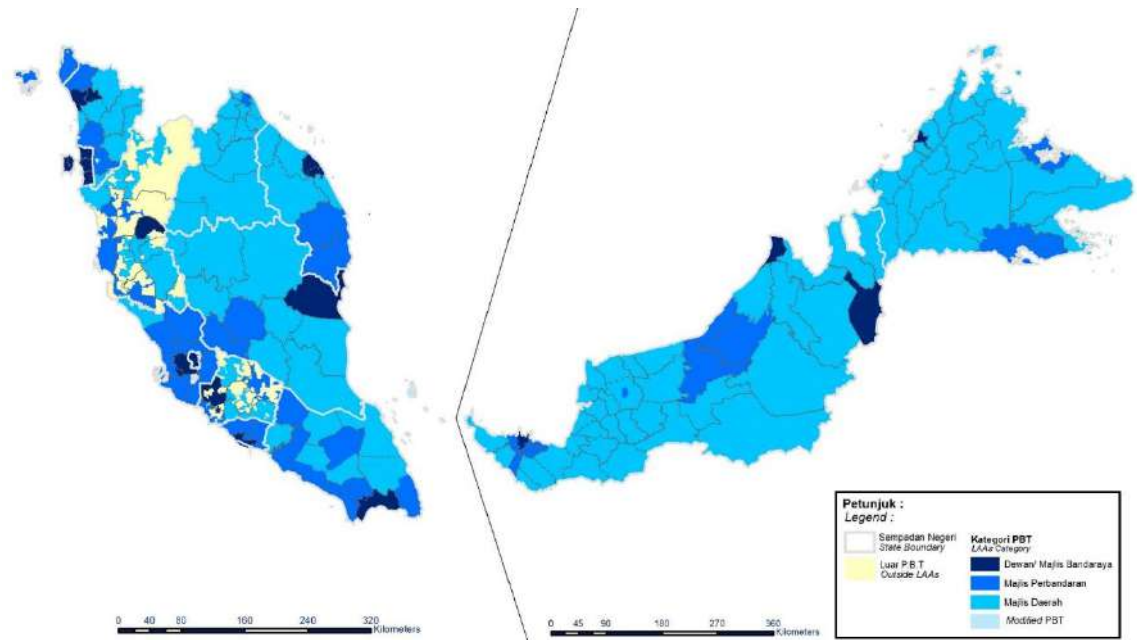 Petunjuk :
Legend :
Sempadan Negeri
State Boundary
Luar P.B.T
Outside LAAs
Kategori PBT
LAAs Category
Dewan/ Majlis Bandaraya
Majlis Perbandaran
Majlis Daerah
Modified PBT
0 40 80 160 240 320
Kilometers
0 45 90 180 270 360
Kilometers